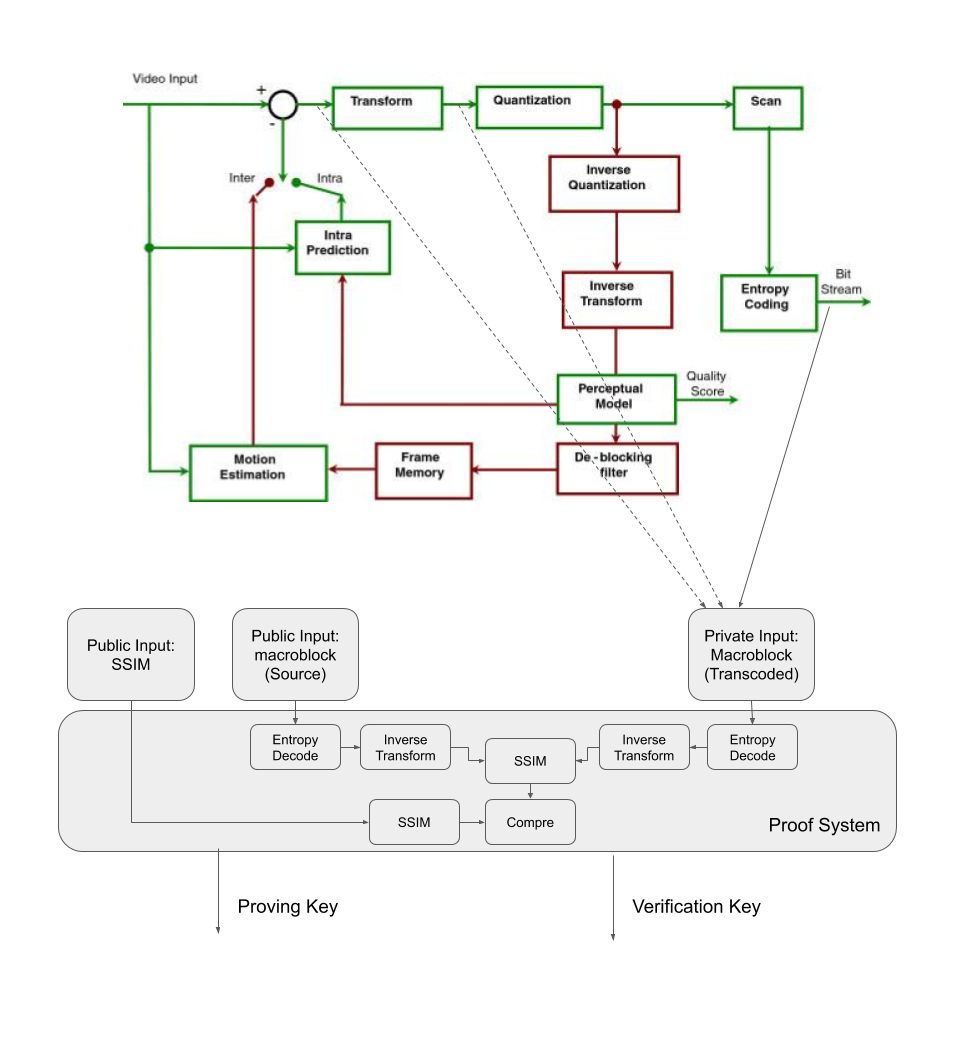 Video Input
+
-
Transform
Quantization
Scan
Inter
Intra
Inverse
Quantization
Intra
Prediction
Inverse
Transform
Entropy
Coding
Bit
Stream
Perceptual
Model
Quality
Score
Motion
Estimation
Frame
Memory
De-blocking
filter
Public Input:
SSIM
Public Input:
macroblock
(Source)
Private Input:
Macroblock
(Transcoded)
Entropy
Decode
Inverse
Transform
SSIM
Inverse
Transform
Entropy
Decode
SSIM
Compre
Proof System
Proving Key
Verification Key